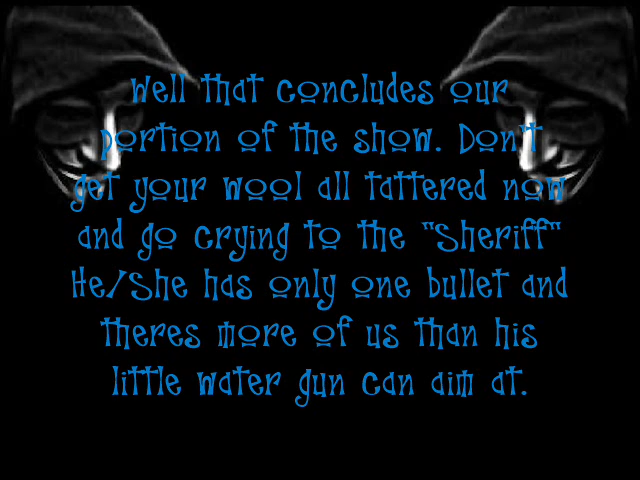 Well that concludes our
portion of the show. Don't
get your wool all tattered now
and go crying to the "Sheriff"
He/She has only one bullet and
theres more of us than his
little water gun can aim at.